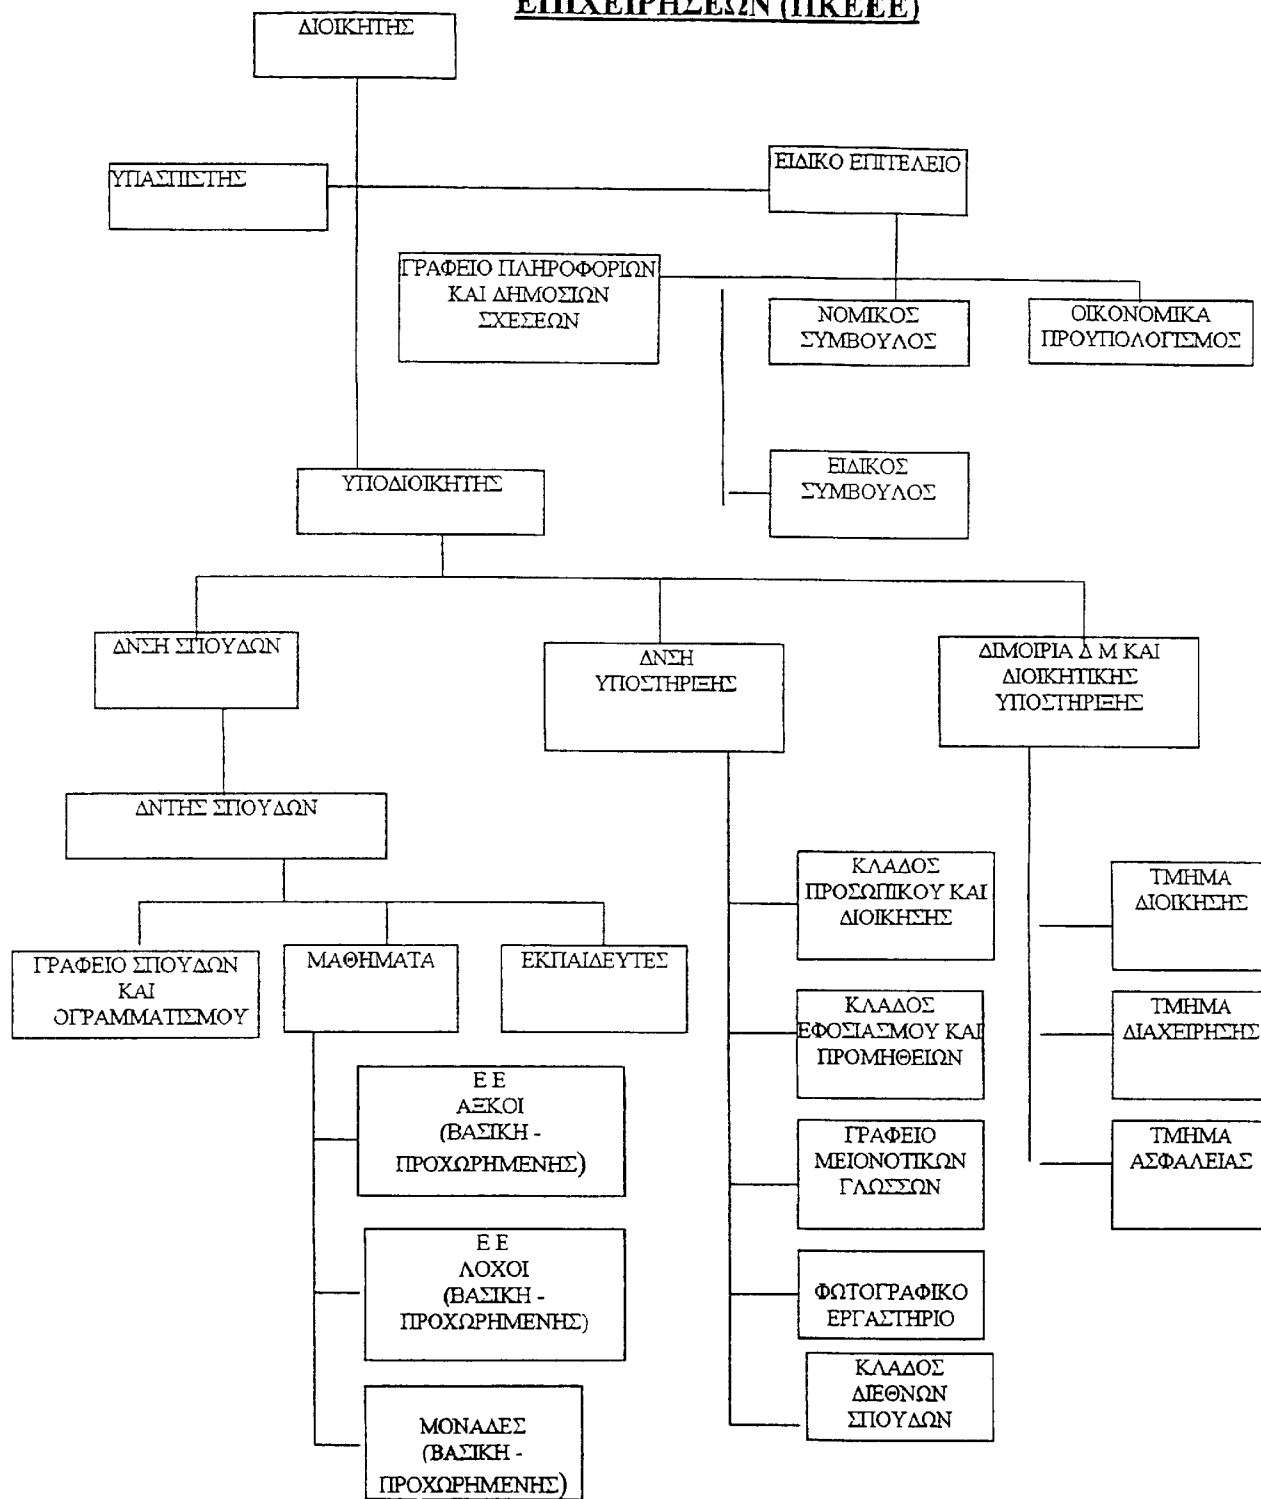 ΕΠΙΧΕΙΡΗΣΕΩΝ (ΠΚΕΕΕ)
ΔΙΟΙΚΗΤΗΣ
ΥΠΑΣΠΙΣΤΗΣ
ΕΙΔΙΚΟ ΕΠΙΤΕΛΕΙΟ
ΓΡΑΦΕΙΟ ΠΛΗΡΟΦΟΡΙΩΝ
ΚΑΙ ΔΗΜΟΣΙΩΝ
ΣΧΕΣΕΩΝ
ΝΟΜΙΚΟΣ
ΣΥΜΒΟΥΛΟΣ
ΟΙΚΟΝΟΜΙΚΑ
ΠΡΟΥΠΟΛΟΓΙΣΜΟΣ
ΕΙΔΙΚΟΣ
ΣΥΜΒΟΥΛΟΣ
ΥΠΟΔΙΟΙΚΗΤΗΣ
ΔΝΣΗ ΣΠΟΥΔΩΝ
ΔΝΣΗ
ΥΠΟΣΤΗΡΙΞΗΣ
ΔΙΜΟΙΡΙΑ Δ Μ ΚΑΙ
ΔΙΟΙΚΗΤΙΚΗΣ
ΥΠΟΣΤΗΡΙΞΗΣ
ΔΝΤΗΣ ΣΠΟΥΔΩΝ
ΓΡΑΦΕΙΟ ΣΠΟΥΔΩΝ
ΚΑΙ
ΟΓΡΑΜΜΑΤΙΣΜΟΥ
ΜΑΘΗΜΑΤΑ
ΕΚΠΑΙΔΕΥΤΕΣ
Ε Ε
ΑΞΚΟΙ
(ΒΑΣΙΚΗ -
ΠΡΟΧΩΡΗΜΕΝΗΣ)
Ε Ε
ΛΟΧΟΙ
(ΒΑΣΙΚΗ -
ΠΡΟΧΩΡΗΜΕΝΗΣ)
ΜΟΝΑΔΕΣ
(ΒΑΣΙΚΗ -
ΠΡΟΧΩΡΗΜΕΝΗΣ)
ΚΛΑΔΟΣ
ΠΡΟΣΩΠΙΚΟΥ ΚΑΙ
ΔΙΟΙΚΗΣΗΣ
ΚΛΑΔΟΣ
ΕΦΟΣΙΑΣΜΟΥ ΚΑΙ
ΠΡΟΜΗΘΕΙΩΝ
ΓΡΑΦΕΙΟ
ΜΕΙΟΝΟΤΙΚΩΝ
ΓΛΩΣΣΩΝ
ΦΩΤΟΓΡΑΦΙΚΟ
ΕΡΓΑΣΤΗΡΙΟ
ΚΛΑΔΟΣ
ΔΙΕΘΝΩΝ
ΣΠΟΥΔΩΝ
ΤΜΗΜΑ
ΔΙΟΙΚΗΣΗΣ
ΤΜΗΜΑ
ΔΙΑΧΕΙΡΗΣΗΣ
ΤΜΗΜΑ
ΑΣΦΑΛΕΙΑΣ